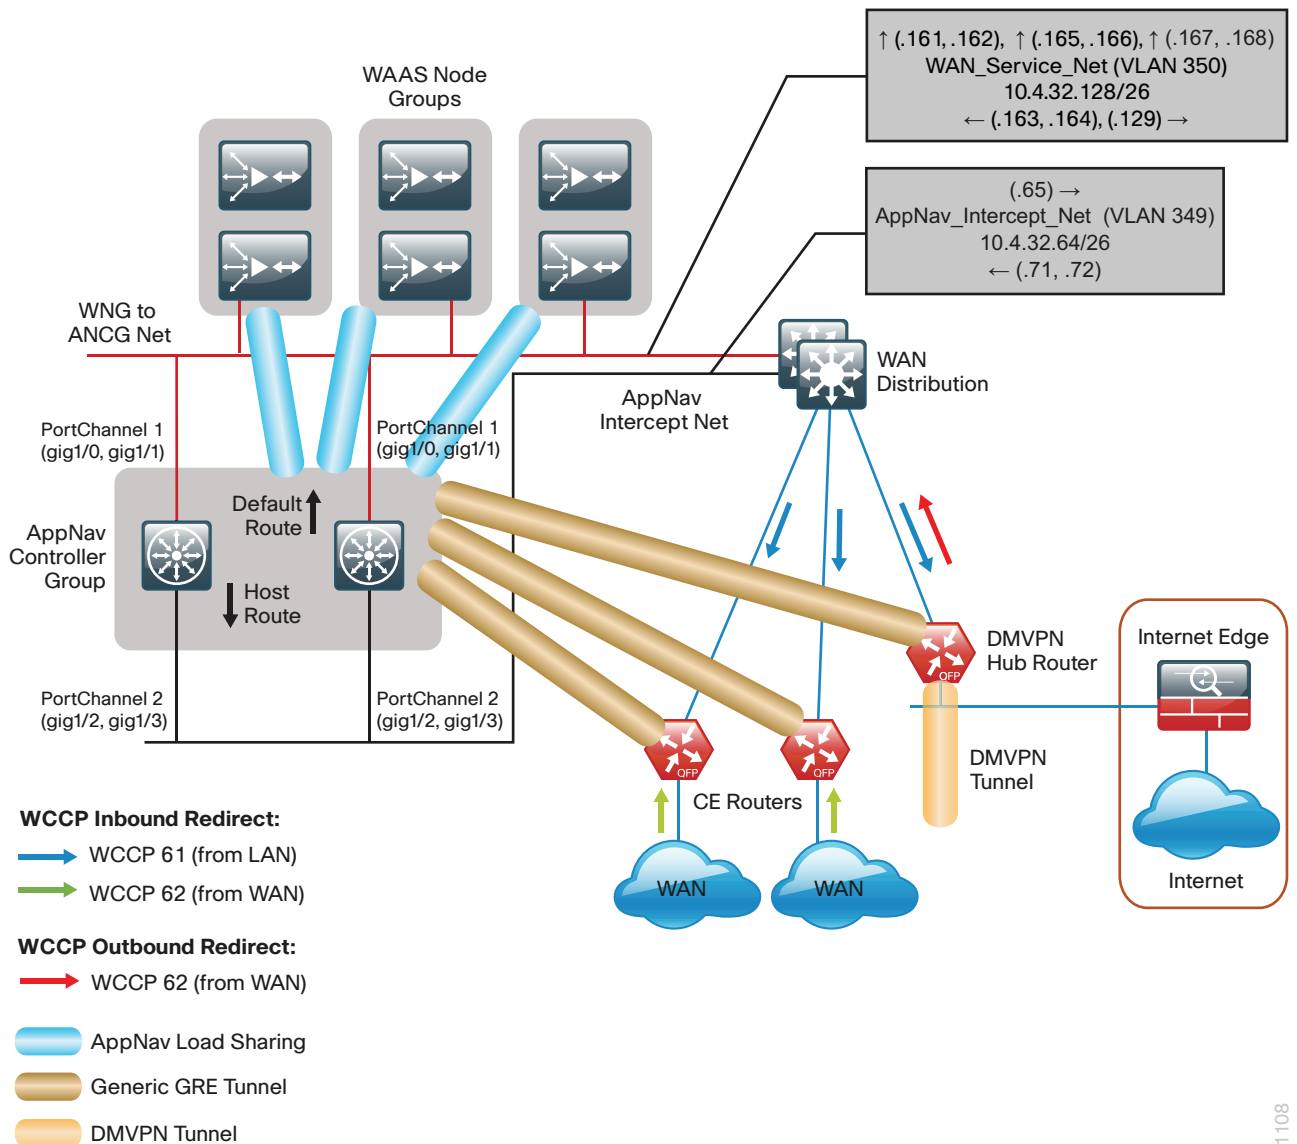 ↑ (.161, .162), ↑ (.165, .166), ↑ (.167, .168)
WAN_Service_Net (VLAN 350)
10.4.32.128/26
← (.163, .164), (.129) →
WAAS Node
Groups
(.65) →
AppNav_Intercept_Net (VLAN 349)
10.4.32.64/26
← (.71, .72)
WNG to
ANCG Net
WAN
Distribution
AppNav
Intercept Net
PortChannel 1
(gig1/0, gig1/1)
PortChannel 1
(gig1/0, gig1/1)
Default
Route
AppNav
Controller
Group
Host
Route
PortChannel 2
(gig1/2, gig1/3)
PortChannel 2
(gig1/2, gig1/3)
DMVPN
Hub Router
QFP
Internet Edge
DMVPN
Tunnel
QFP
QFP
CE Routers
WAN
WAN
Internet
WCCP Inbound Redirect:
WCCP 61 (from LAN)
WCCP 62 (from WAN)
WCCP Outbound Redirect:
WCCP 62 (from WAN)
AppNav Load Sharing
Generic GRE Tunnel
DMVPN Tunnel
1108